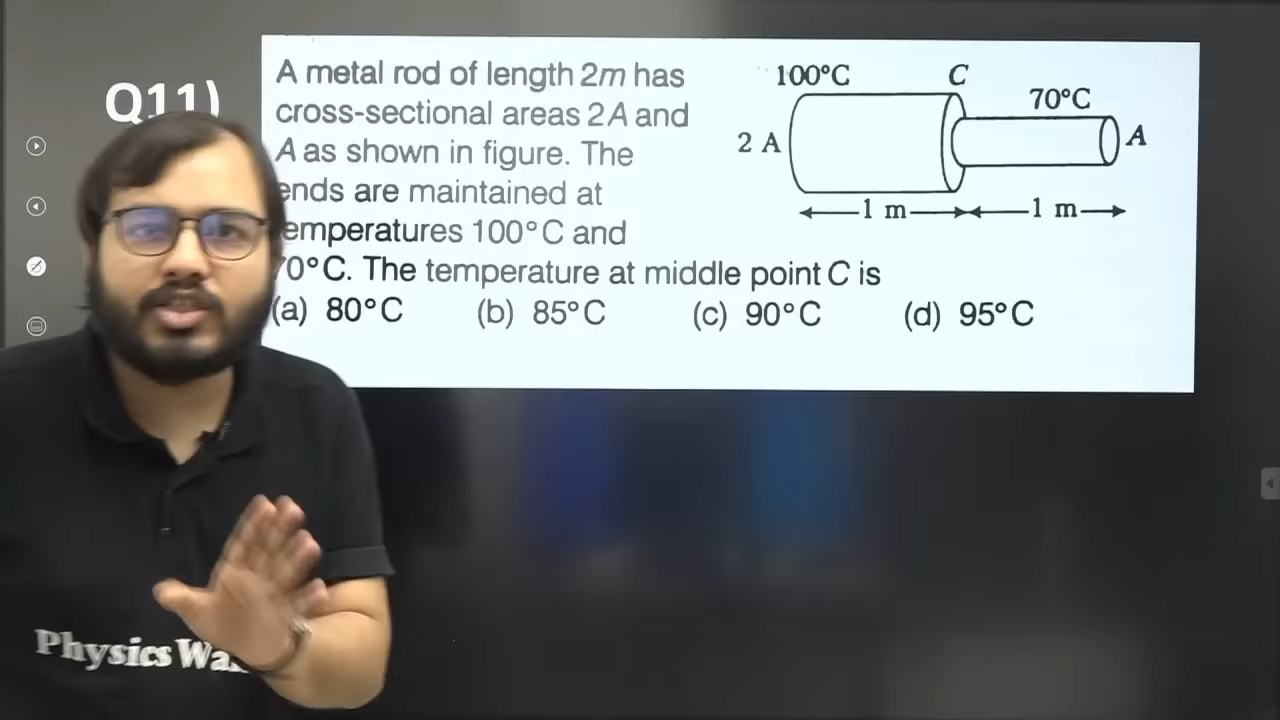 Q11)
A metal rod of length 2m has
cross-sectional areas 2A and
A as shown in figure. The
ends are maintained at
emperatures 100°C and
70°C. The temperature at middle point C is
(a) 80°C (b) 85°C (c) 90°C (d) 95°C
100°C C
70°C
2 A A
1 m 1 m
Physics Wa